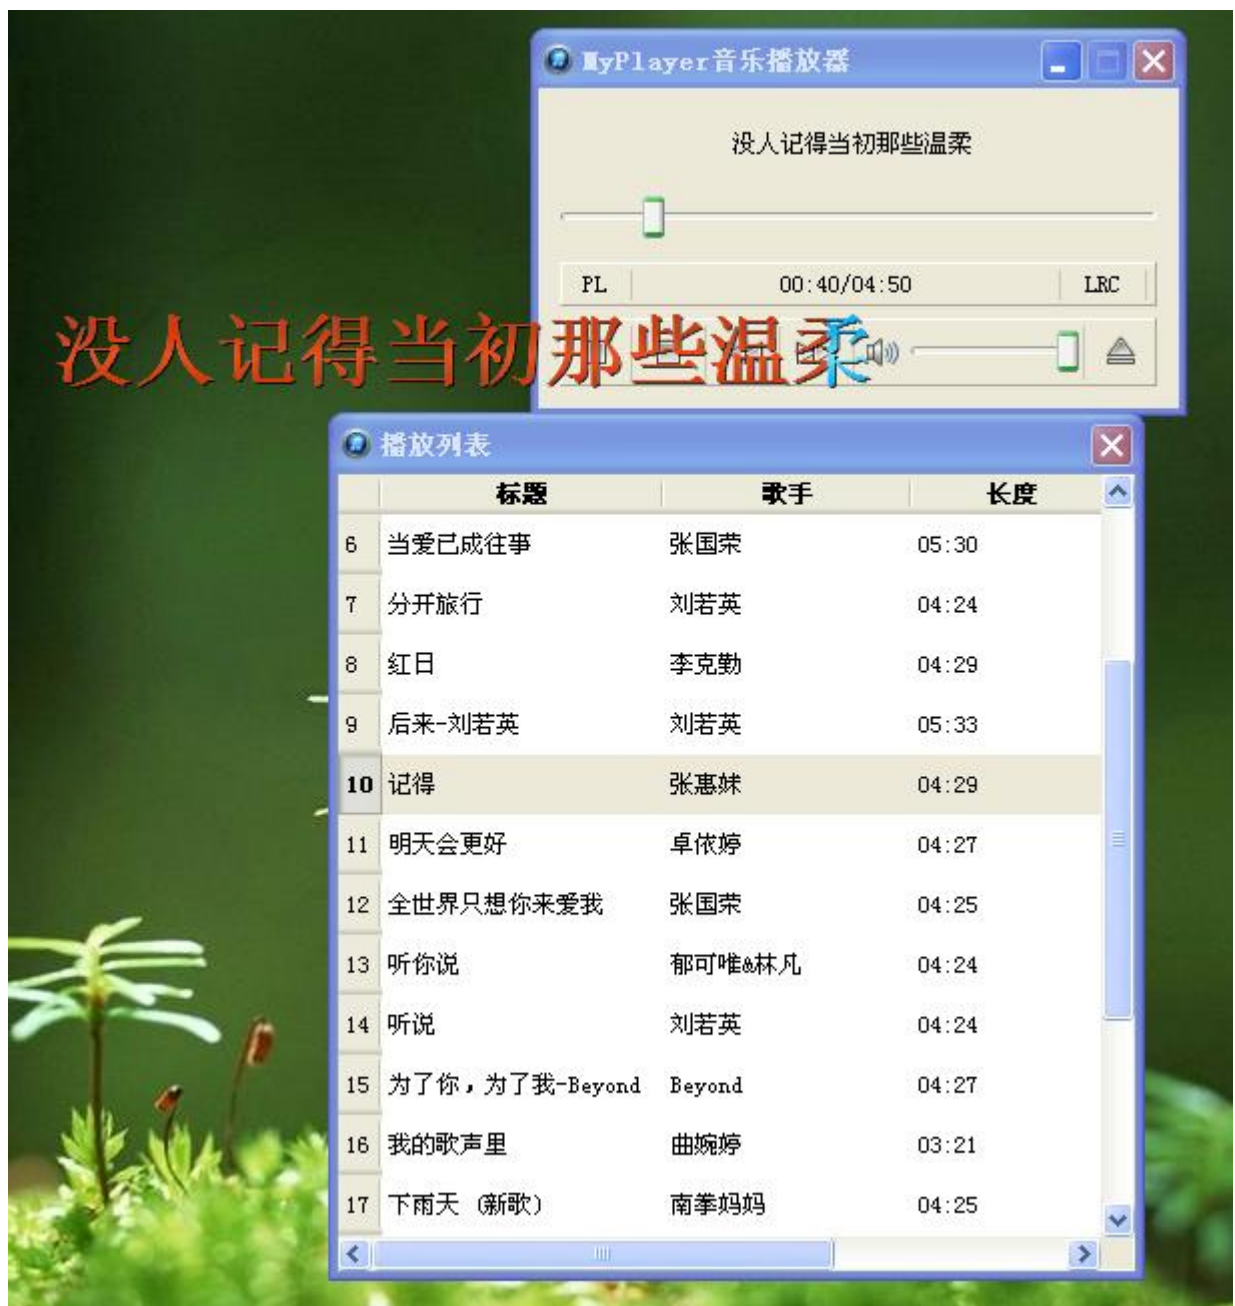 MyPlayer音乐播放器
没人记得当初那些温柔
PL 00:40/04:50 LRC
没人记得当初那些温柔
播放列表
标题 歌手 长度
6 当爱已成往事 张国荣 05:30
7 分开旅行 刘若英 04:24
8 红日 李克勤 04:29
9 后来-刘若英 刘若英 05:33
10 记得 张惠妹 04:29
11 明天会更好 卓依婷 04:27
12 全世界只想你来爱我 张国荣 04:25
13 听你说 郁可唯&林凡 04:24
14 听说 刘若英 04:24
15 为了你，为了我-Beyond Beyond 04:27
16 我的歌声里 曲婉婷 03:21
17 下雨天（新歌） 南拳妈妈 04:25